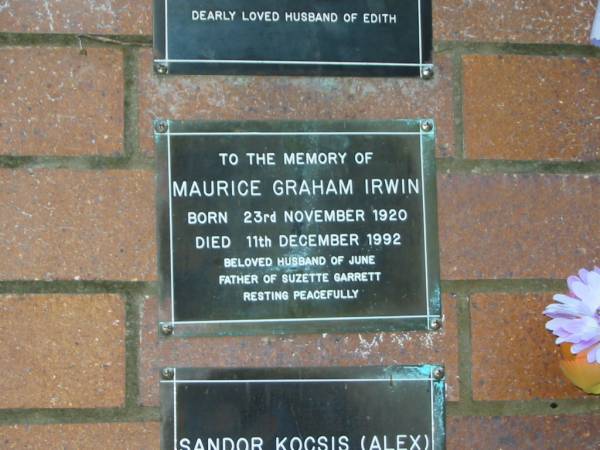 DEARLY LOVED HUSBAND OF EDITH
TO THE MEMORY OF
MAURICE GRAHAM IRWIN
BORN 23rd NOVEMBER 1920
DIED 11th DECEMBER 1992
BELOVED HUSBAND OF JUNE
FATHER OF SUZETTE GARRETT
RESTING PEACEFULLY
SANDOR KOCSIS (ALEX)